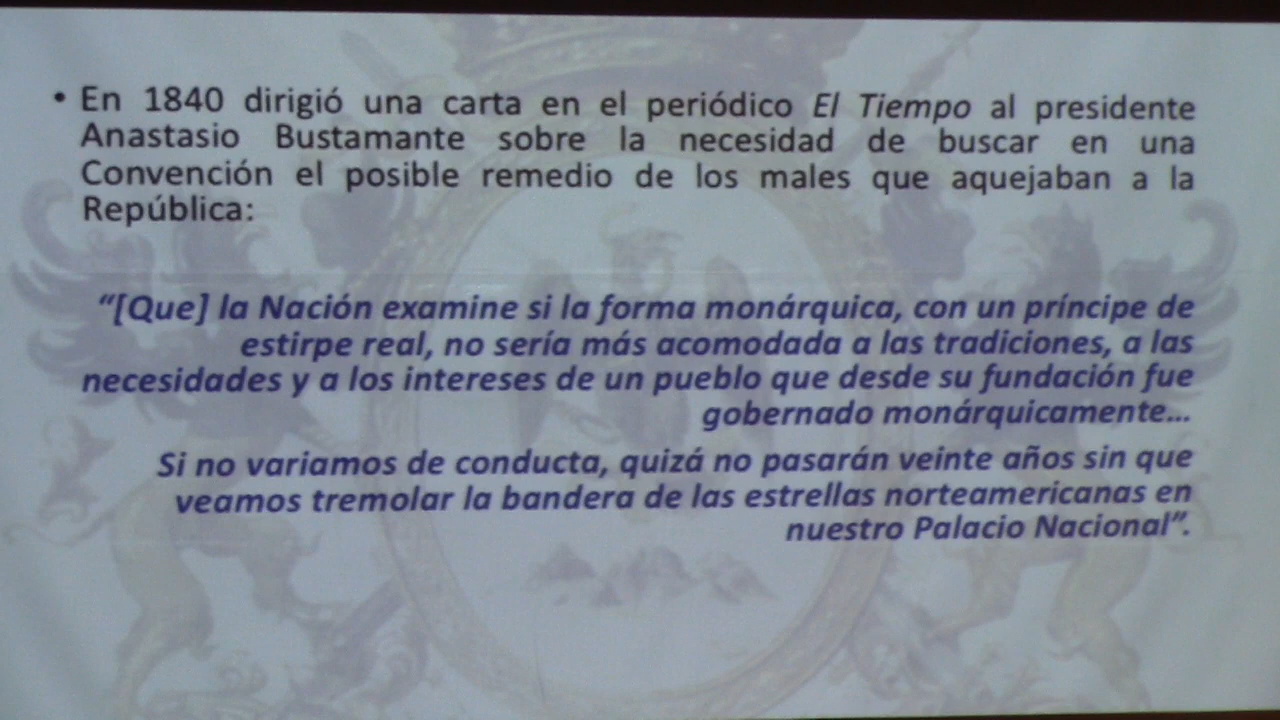 • En 1840 dirigió una carta en el periódico El Tiempo al presidente
Anastasio Bustamante sobre la necesidad de buscar en una
Convención el posible remedio de los males que aquejaban a la
República:
“[Que] la Nación examine si la forma monárquica, con un príncipe de
estirpe real, no sería más acomodada a las tradiciones, a las
necesidades y a los intereses de un pueblo que desde su fundación fue
gobernado monárquicamente...
Si no variamos de conducta, quizá no pasarán veinte años sin que
veamos tremolar la bandera de las estrellas norteamericanas en
nuestro Palacio Nacional”.